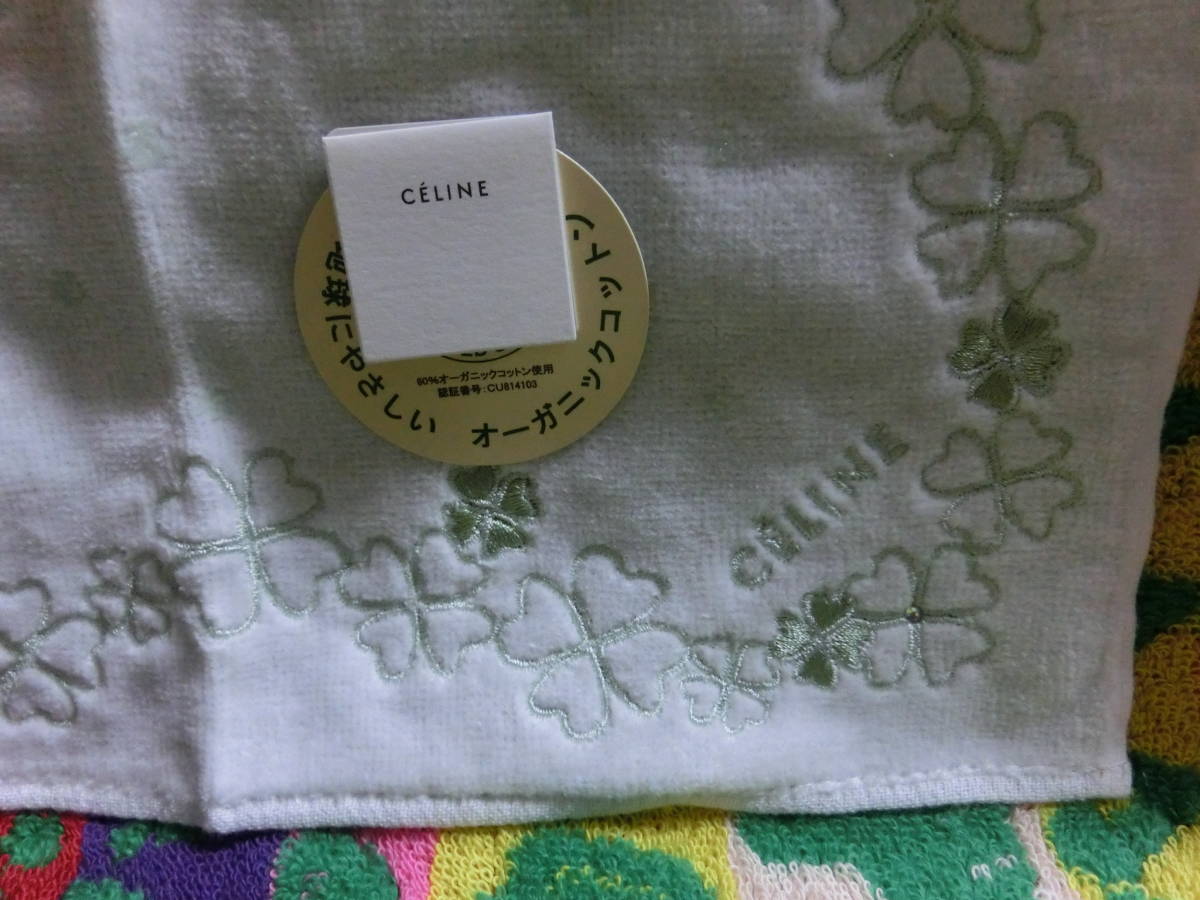 CÉLINE
地球にやさしい オーガニックコットン
60%オーガニックコットン使用
認証番号:CU814103
CÉLINE